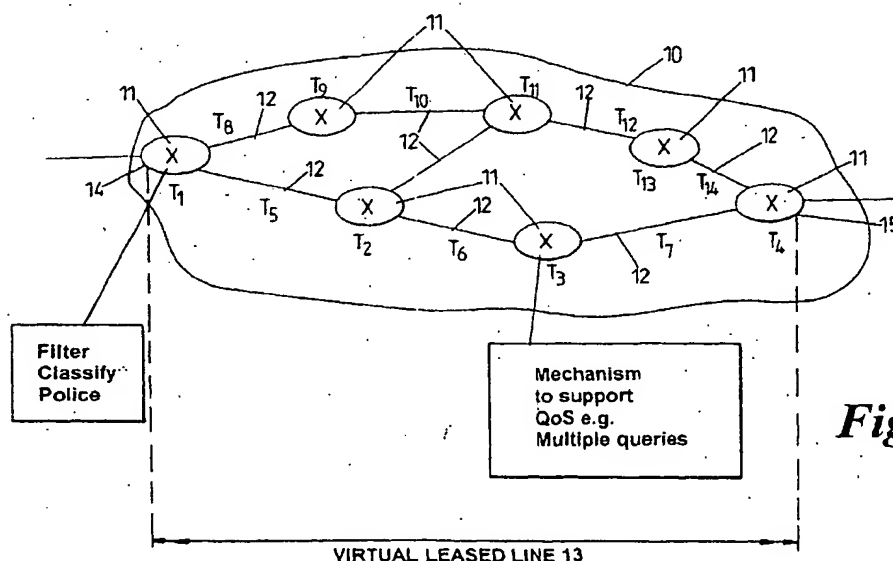 11
10
T9
11
T11
12
T10
12
11
T8
12
T12
12
12
T13
T14
11
14
T1
12
T5
11
12
T2
T6
T3
12
T7
T4
15
Filter
Classify
Police
Mechanism
to support
QoS e.g.
Multiple queries
Fig
VIRTUAL LEASED LINE 13